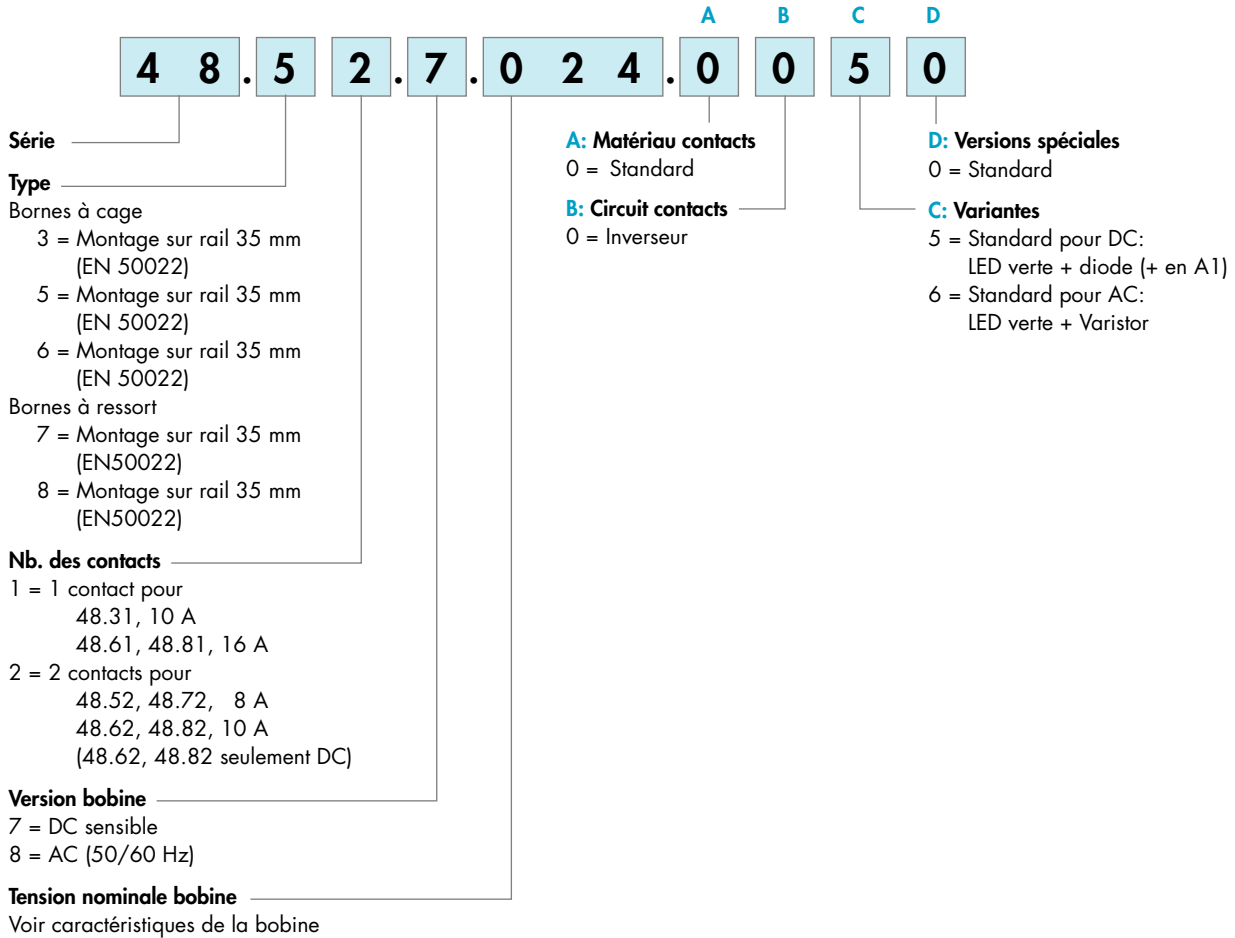 A B C D
4 8 . 5 2 . 7 . 0 2 4 . 0 0 5 0
Série
Type
Bornes à cage
3 = Montage sur rail 35 mm
(EN 50022)
5 = Montage sur rail 35 mm
(EN 50022)
6 = Montage sur rail 35 mm
(EN 50022)
Bornes à ressort
7 = Montage sur rail 35 mm
(EN50022)
8 = Montage sur rail 35 mm
(EN50022)
Nb. des contacts
1 = 1 contact pour
48.31, 10 A
48.61, 48.81, 16 A
2 = 2 contacts pour
48.52, 48.72, 8 A
48.62, 48.82, 10 A
(48.62, 48.82 seulement DC)
Version bobine
7 = DC sensible
8 = AC (50/60 Hz)
Tension nominale bobine
Voir caractéristiques de la bobine
A: Matériau contacts
0 = Standard
B: Circuit contacts
0 = Inverseur
D: Versions spéciales
0 = Standard
C: Variantes
5 = Standard pour DC:
LED verte + diode (+ en A1)
6 = Standard pour AC:
LED verte + Varistor